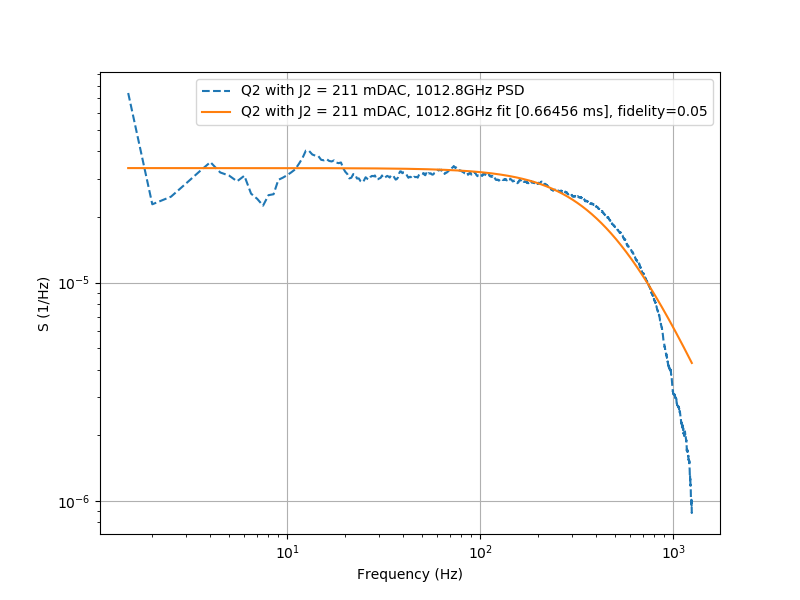 Q2 with J2 = 211 mDAC, 1012.8GHz PSD
Q2 with J2 = 211 mDAC, 1012.8GHz fit [0.66456 ms], fidelity=0.05
S (1/Hz)
10⁻⁵
10⁻⁶
10¹ 10² 10³
Frequency (Hz)